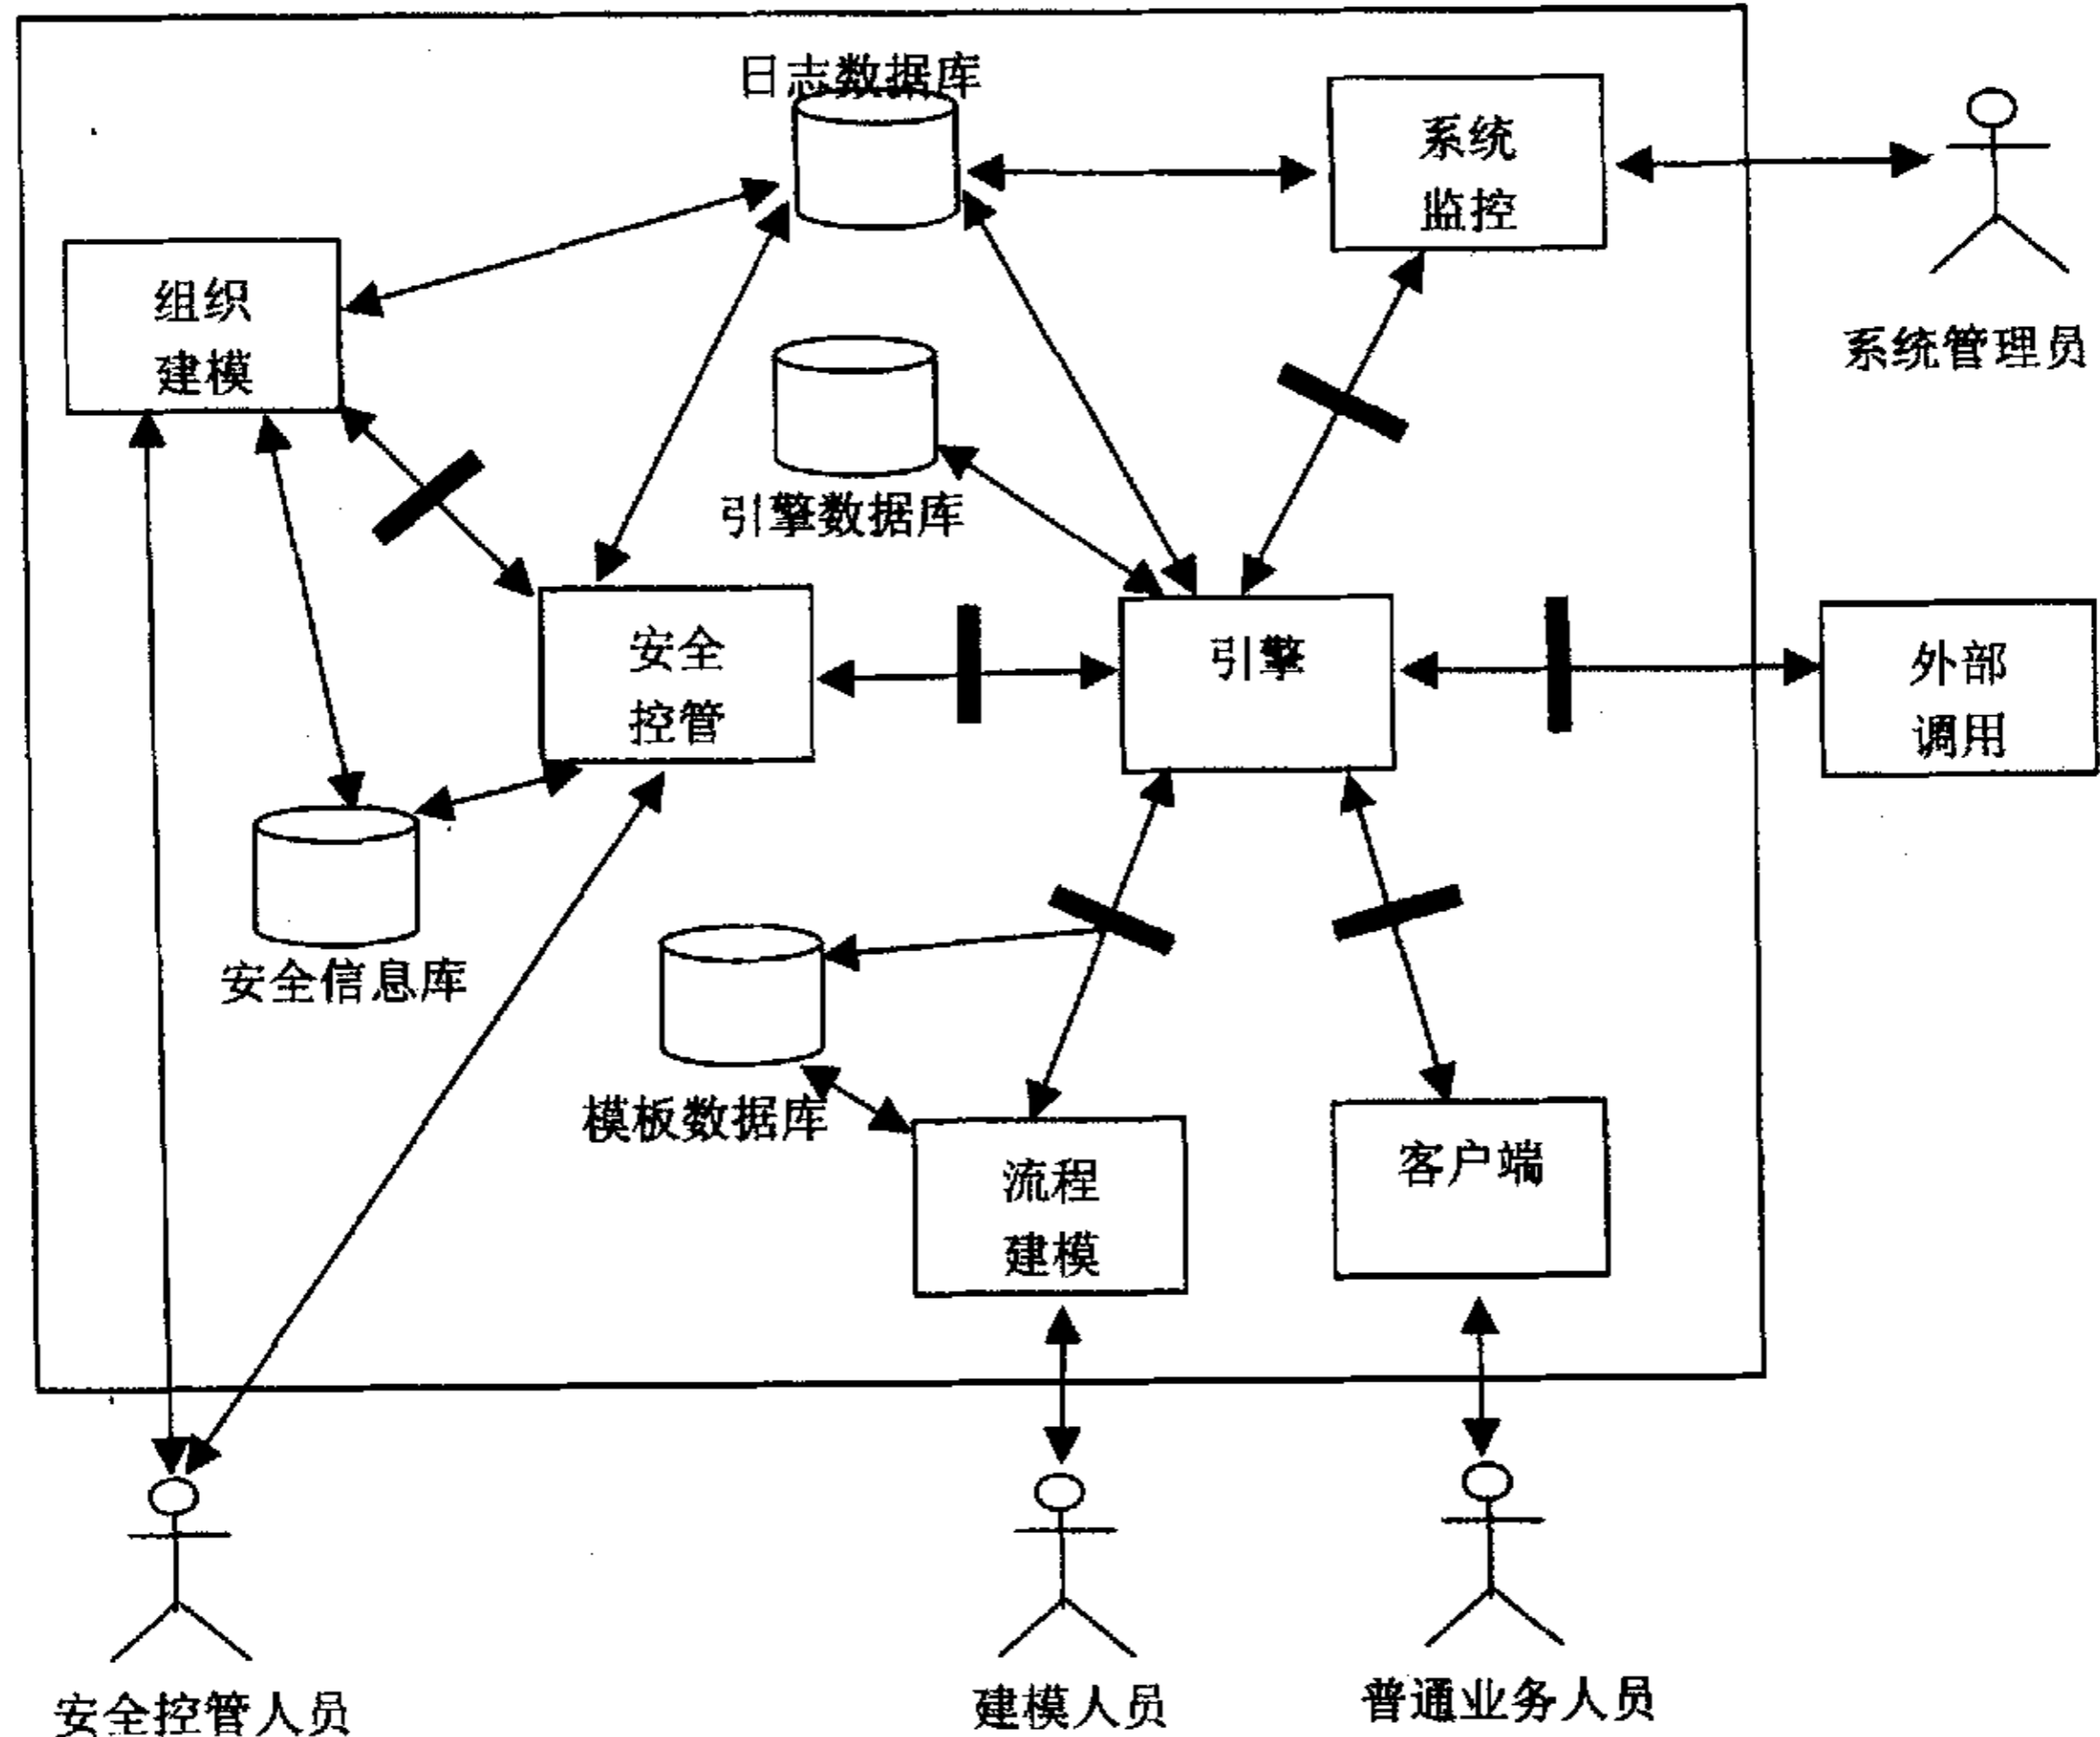 日志数据库
系统
监控
组织
建模
系统管理员
引擎数据库
安全
控管
引擎
外部
调用
安全信息库
模板数据库
流程
建模
客户端
安全控管人员
建模人员
普通业务人员